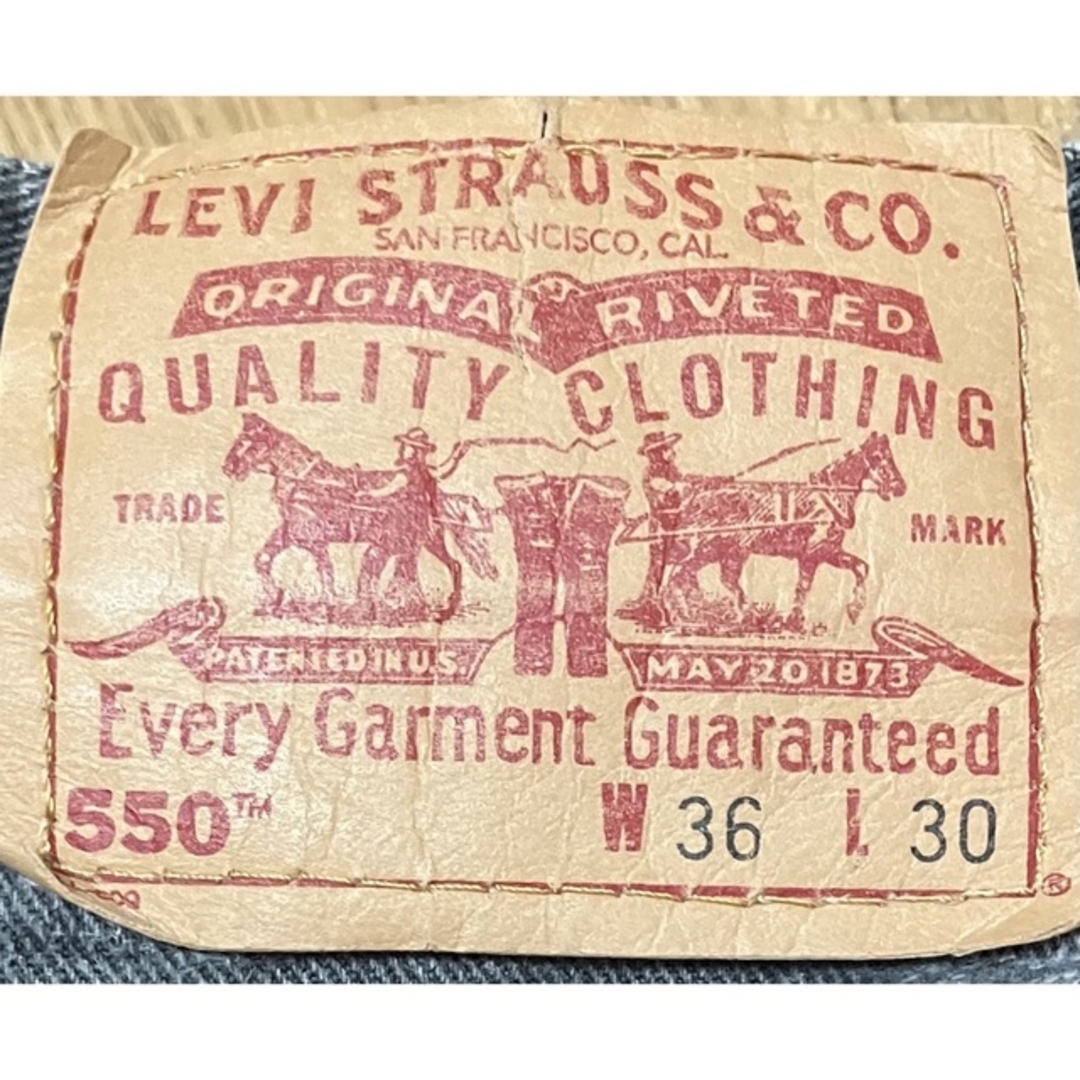 LEVI STRAUSS & CO.
SAN FRANCISCO, CAL.
ORIGINAL RIVETED
QUALITY CLOTHING
TRADE MARK
PATENTED IN U.S. MAY 20 1873
Every Garment Guaranteed
550™ W 36 L 30
®